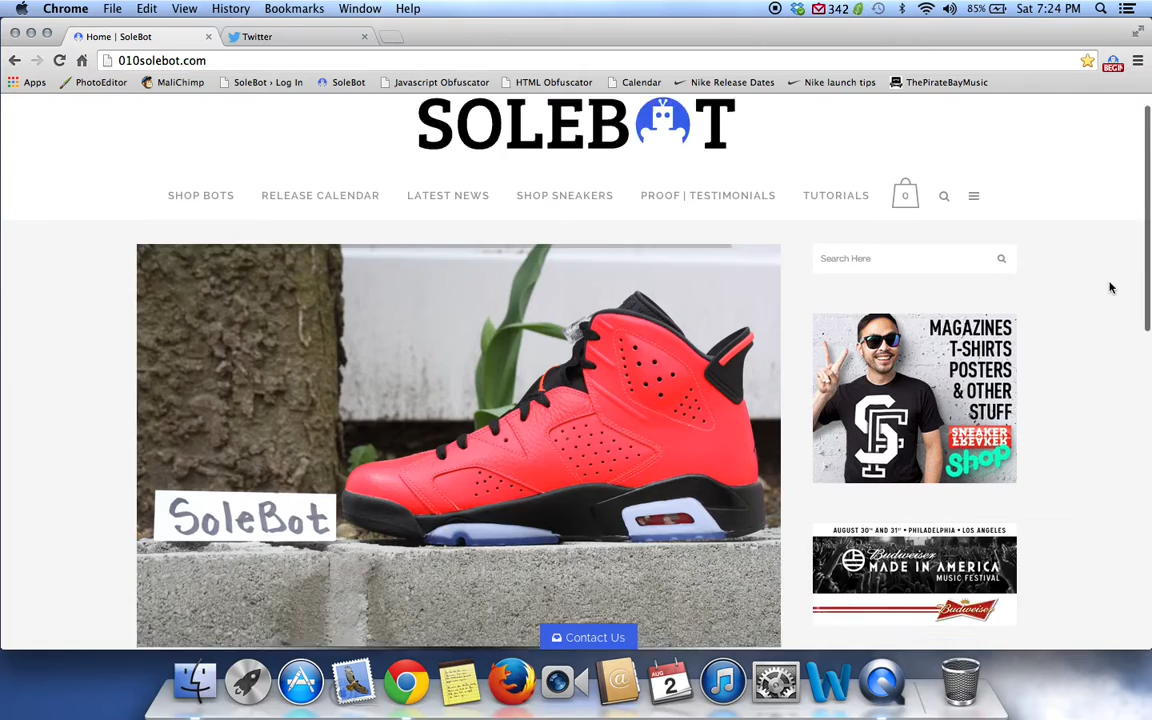 Chrome File Edit View History Bookmarks Window Help 342 85% Sat 7:24 PM
Home | SoleBot Twitter
010solebot.com
Apps PhotoEditor MaliChimp SoleBot › Log In SoleBot Javascript Obfuscator HTML Obfuscator Calendar Nike Release Dates Nike launch tips ThePirateBayMusic
BEGIN
SOLEBOT
SHOP BOTS RELEASE CALENDAR LATEST NEWS SHOP SNEAKERS PROOF | TESTIMONIALS TUTORIALS 0
Search Here
MAGAZINES
T-SHIRTS
POSTERS
& OTHER
STUFF
SNEAKER
FREAKER
Shop
SoleBot
AUGUST 30TH AND 31ST • PHILADELPHIA • LOS ANGELES
Budweiser
MADE IN AMERICA
MUSIC FESTIVAL
Budweiser
Contact Us
AUG
2